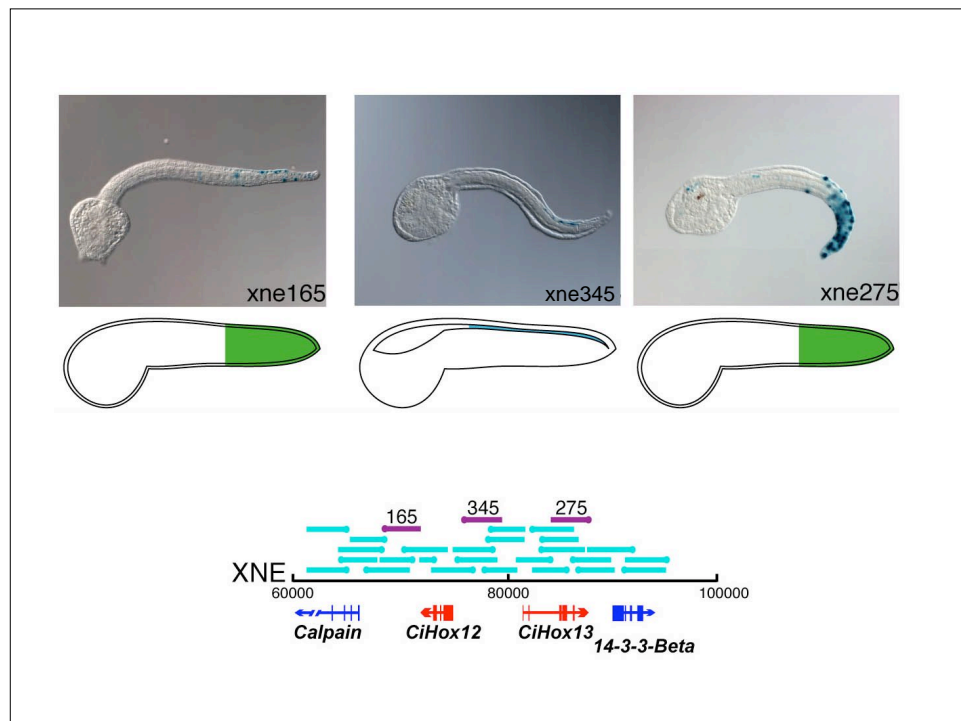 xne165
xne345
xne275
165
345
275
XNE
60000
80000
100000
Calpain
CiHox12
CiHox13
14-3-3-Beta